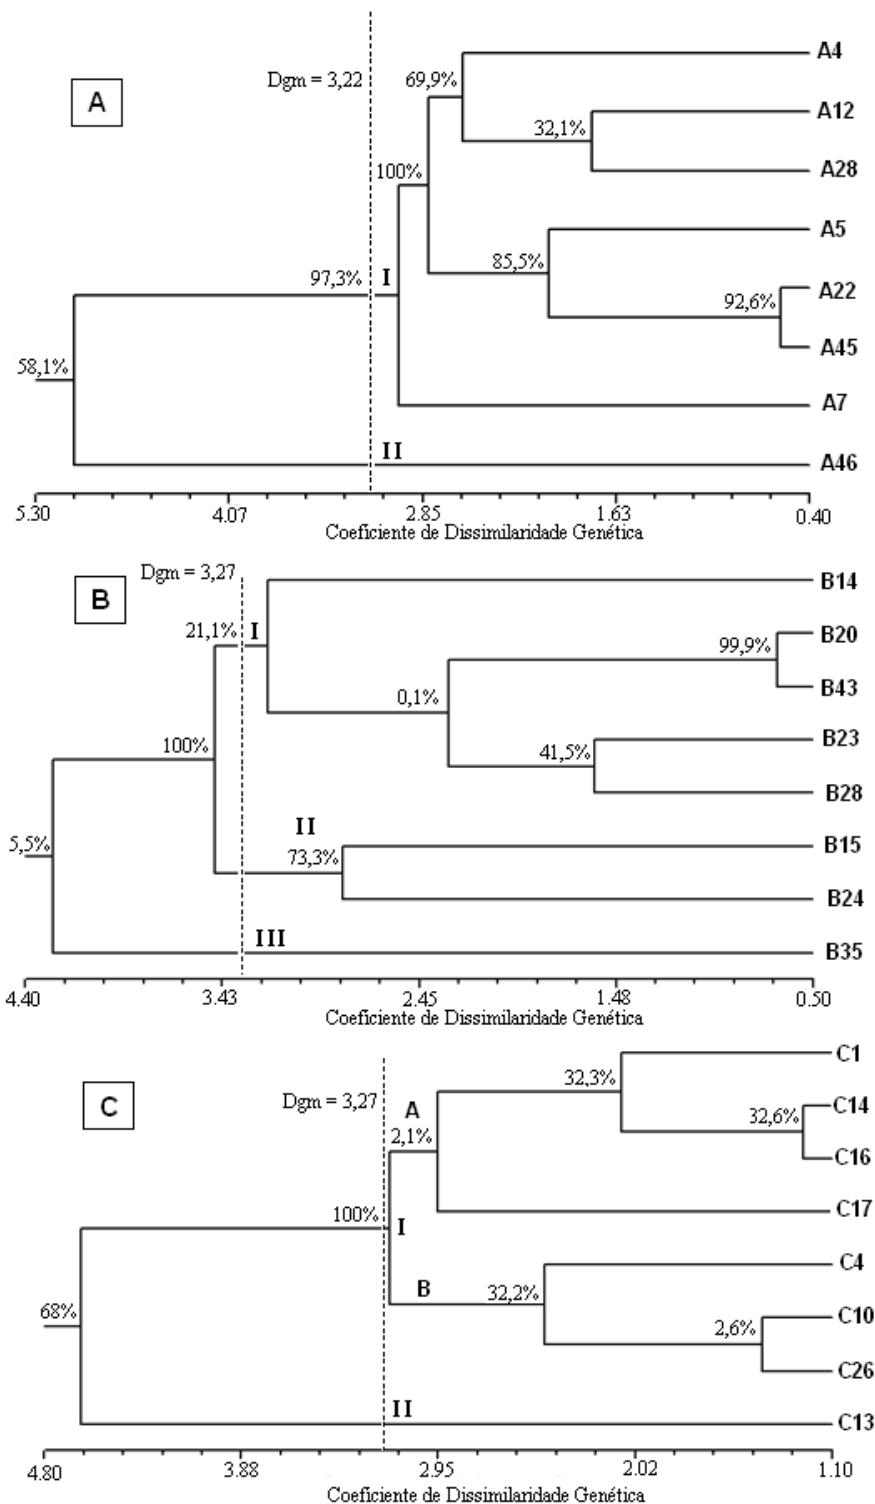 A4
Dgm = 3,22
69,9%
A
A12
32,1%
A28
100%
A5
85,5%
97,3%
I
A22
92,6%
A45
58,1%
A7
II
A46
5.30
4.07
2.85
1.63
0.40
Coeficiente de Dissimilaridade Genética
Dgm = 3,27
B
B14
21,1%
I
B20
99,9%
B43
0,1%
B23
100%
41,5%
B28
II
5,5%
B15
73,3%
B24
III
B35
4.40
3.43
2.45
1.48
0.50
Coeficiente de Dissimilaridade Genética
C1
32,3%
C
Dgm = 3,27
A
C14
32,6%
2,1%
C16
100%
C17
I
C4
B
32,2%
68%
C10
2,6%
C26
II
C13
4.80
3.88
2.95
2.02
1.10
Coeficiente de Dissimilaridade Genética